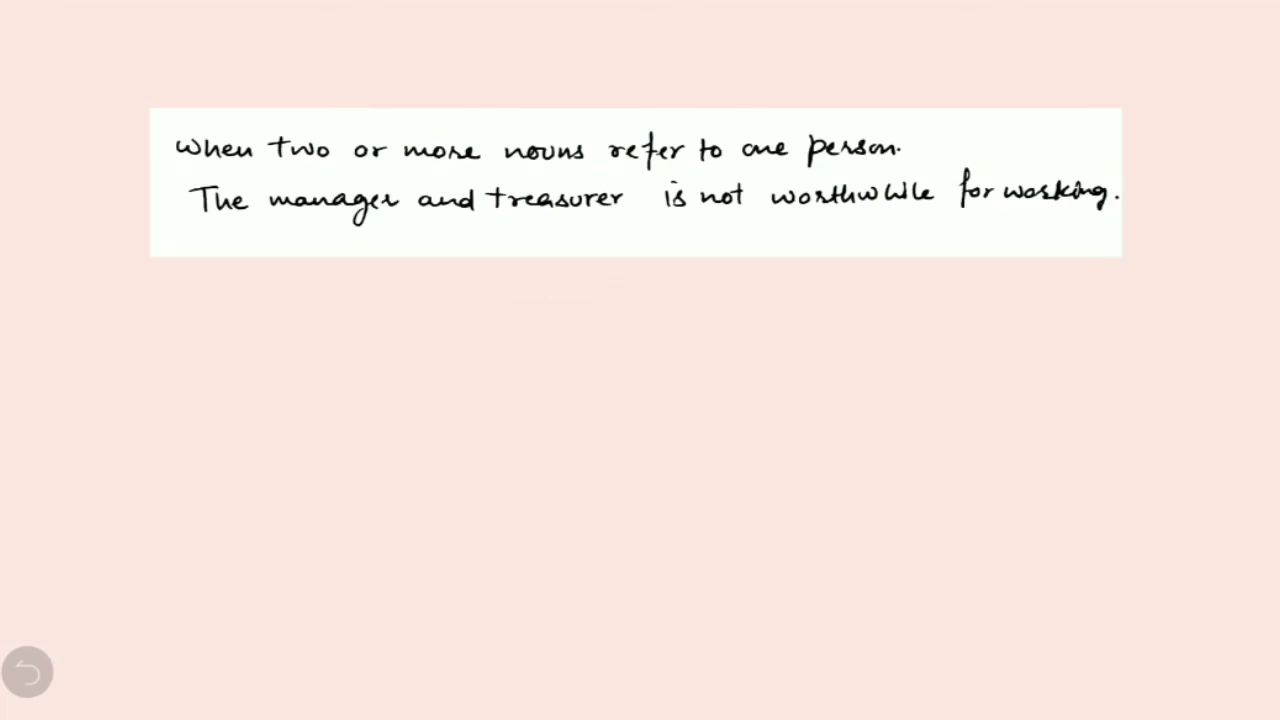 When two or more nouns refer to one person.
The manager and treasurer is not worthwhile for working.